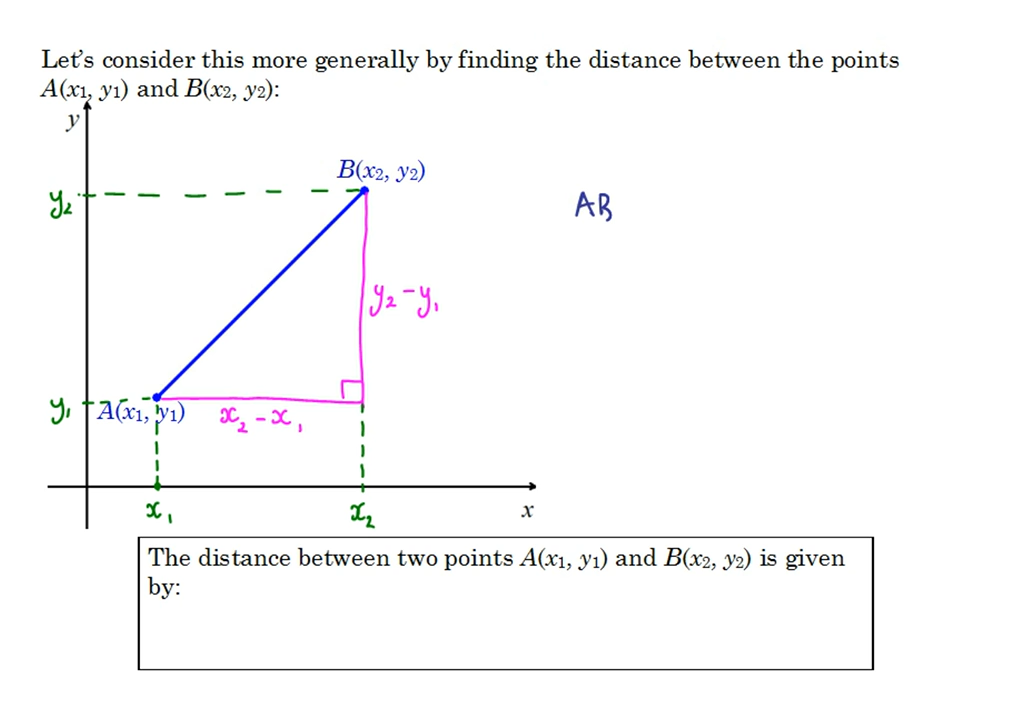 Let's consider this more generally by finding the distance between the points
A(x₁, y₁) and B(x₂, y₂):
y
B(x₂, y₂)
y₂
AB
y₂-y₁
y₁
A(x₁, y₁)
x₂-x₁
x₁
x₂
x
The distance between two points A(x₁, y₁) and B(x₂, y₂) is given
by: